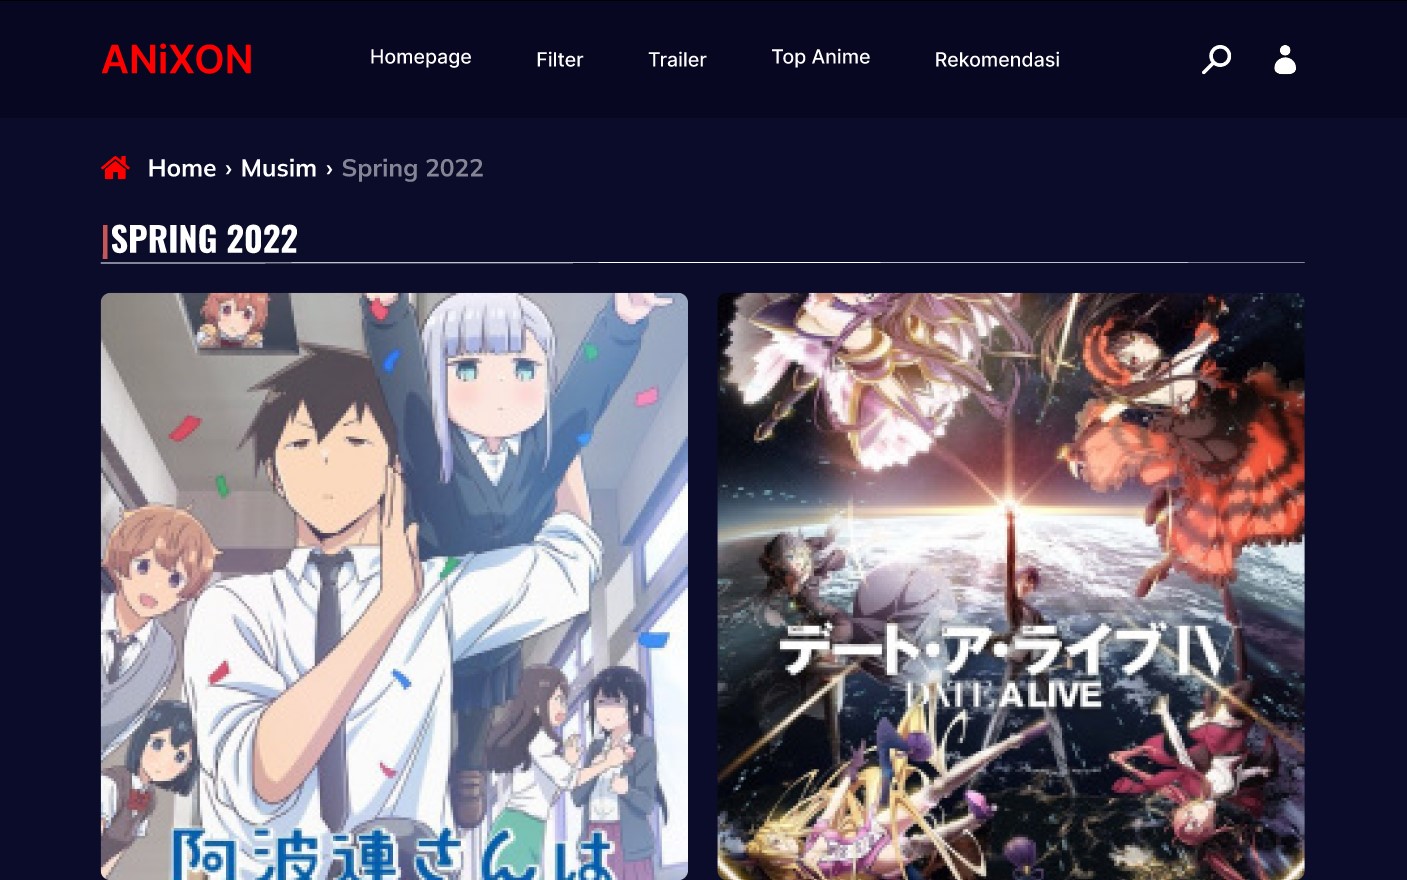 ANiXON Homepage Filter Trailer Top Anime Rekomendasi
Home › Musim › Spring 2022
SPRING 2022
デート・ア・ライブIV
DATE A LIVE
阿波連さんは